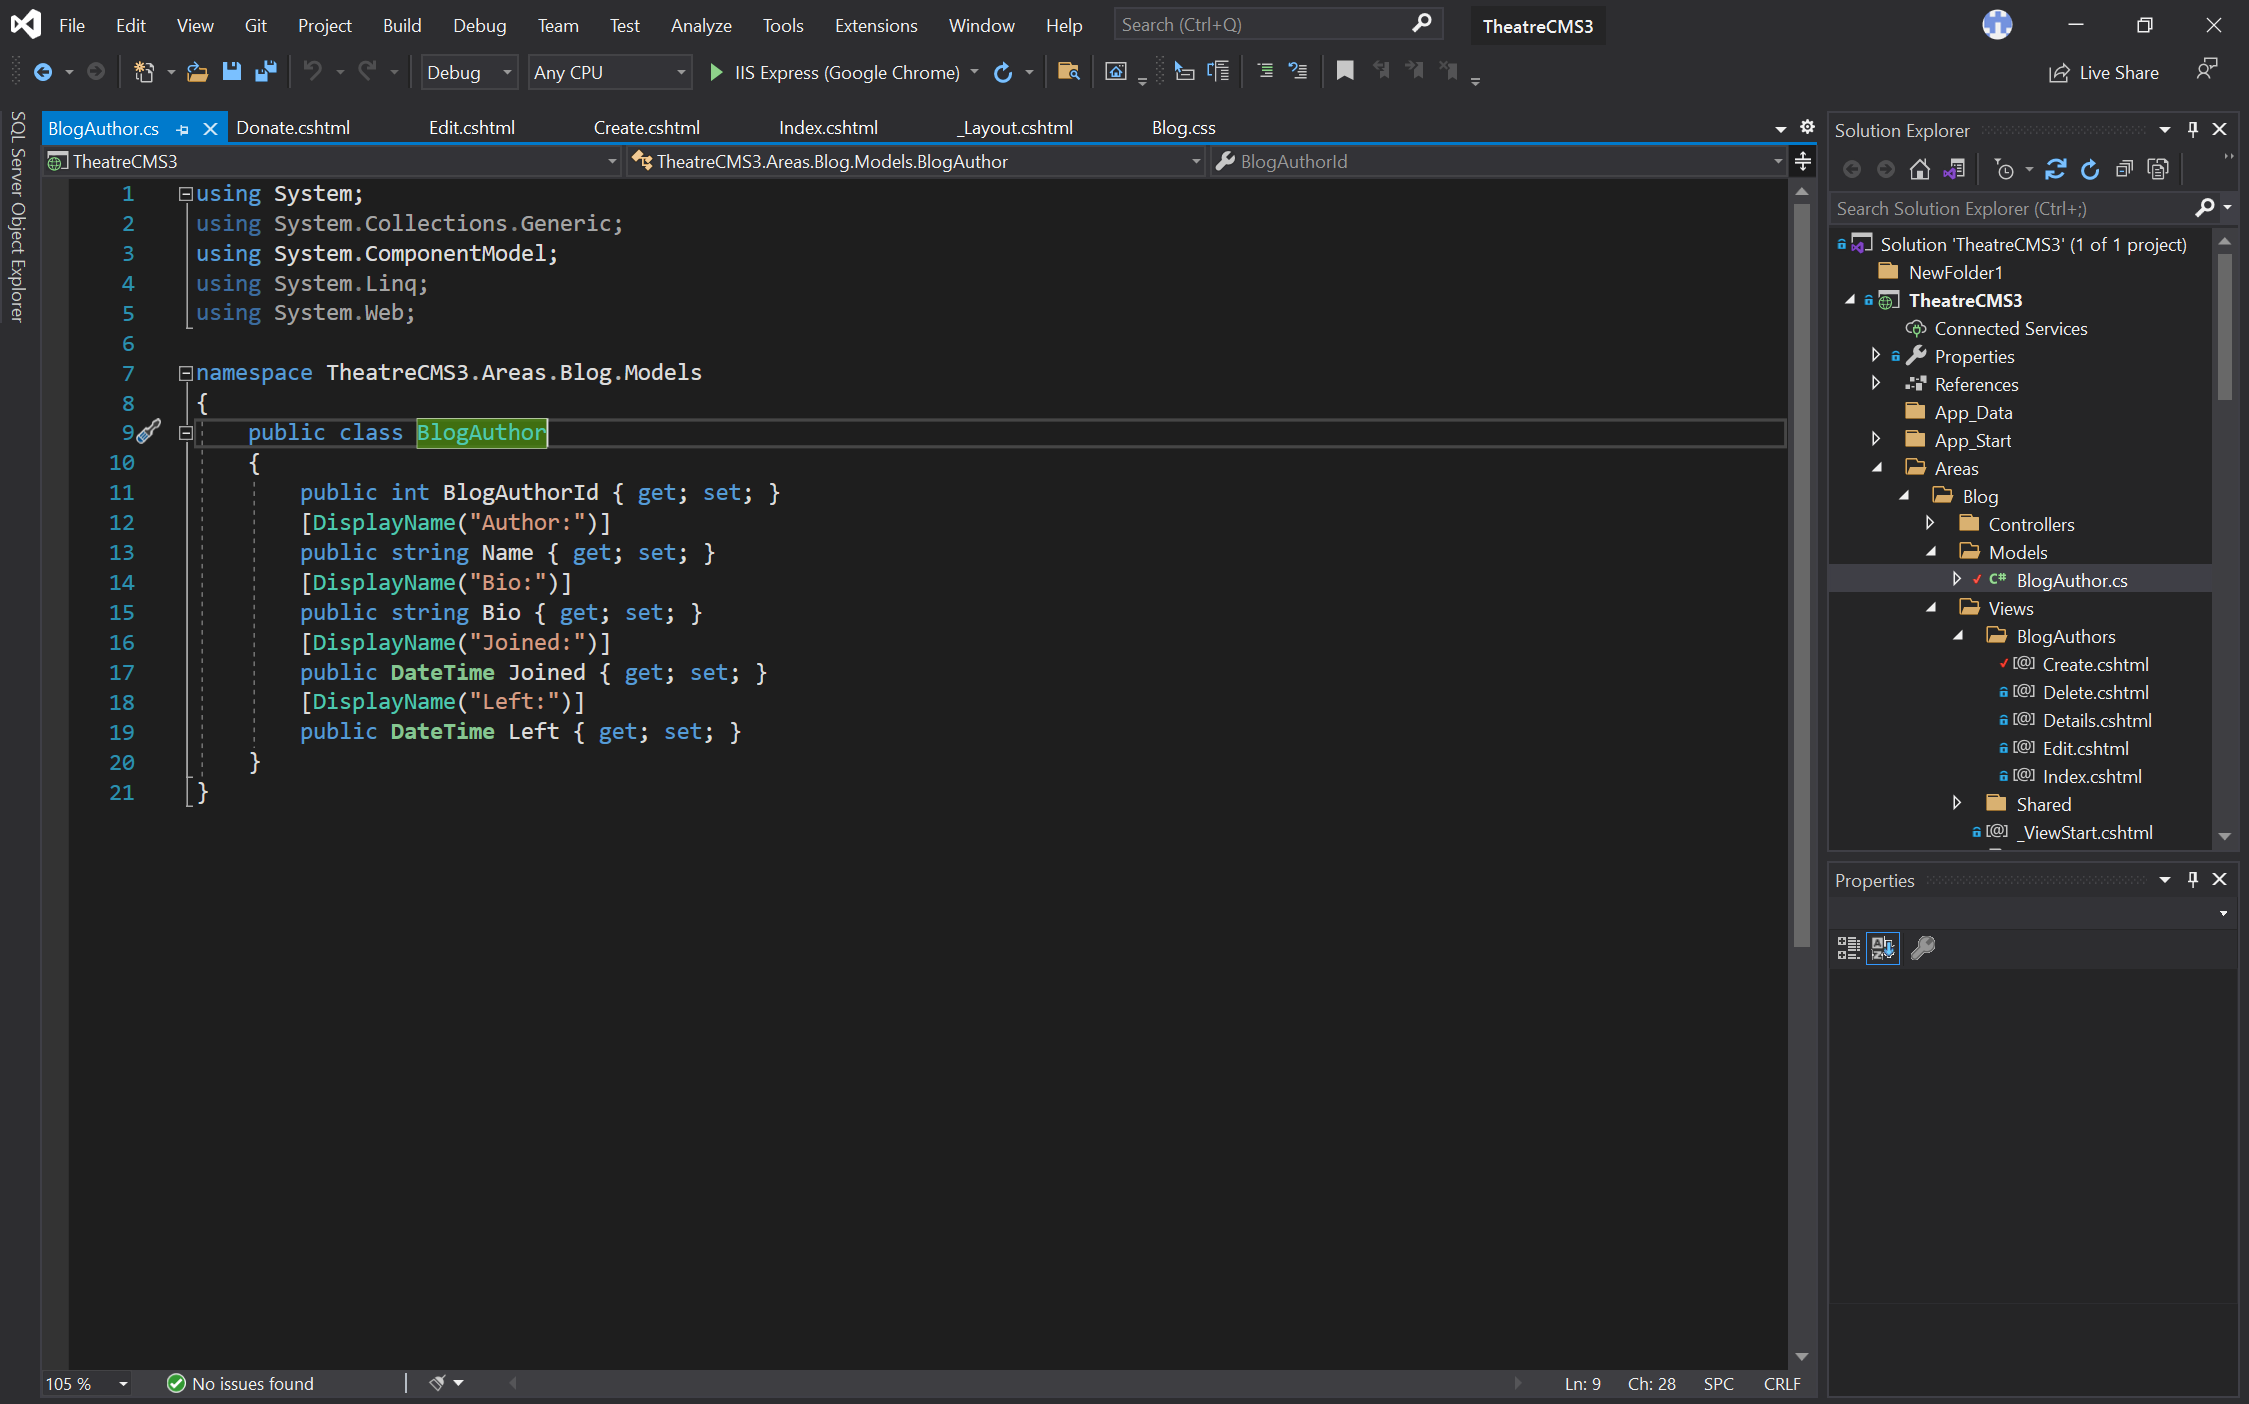 File Edit View Git Project Build Debug Team Test Analyze Tools Extensions Window Help Search (Ctrl+Q) TheatreCMS3
Debug Any CPU IIS Express (Google Chrome) Live Share
SQL Server Object Explorer
BlogAuthor.cs Donate.cshtml Edit.cshtml Create.cshtml Index.cshtml _Layout.cshtml Blog.css
TheatreCMS3 TheatreCMS3.Areas.Blog.Models.BlogAuthor BlogAuthorId
1 using System;
2 using System.Collections.Generic;
3 using System.ComponentModel;
4 using System.Linq;
5 using System.Web;
6
7 namespace TheatreCMS3.Areas.Blog.Models
8 {
9 public class BlogAuthor
10 {
11 public int BlogAuthorId { get; set; }
12 [DisplayName("Author:")]
13 public string Name { get; set; }
14 [DisplayName("Bio:")]
15 public string Bio { get; set; }
16 [DisplayName("Joined:")]
17 public DateTime Joined { get; set; }
18 [DisplayName("Left:")]
19 public DateTime Left { get; set; }
20 }
21 }
105 % No issues found Ln: 9 Ch: 28 SPC CRLF
Solution Explorer
Search Solution Explorer (Ctrl+;)
Solution 'TheatreCMS3' (1 of 1 project)
NewFolder1
TheatreCMS3
Connected Services
Properties
References
App_Data
App_Start
Areas
Blog
Controllers
Models
C# BlogAuthor.cs
Views
BlogAuthors
[@] Create.cshtml
[@] Delete.cshtml
[@] Details.cshtml
[@] Edit.cshtml
[@] Index.cshtml
Shared
[@] _ViewStart.cshtml
Properties